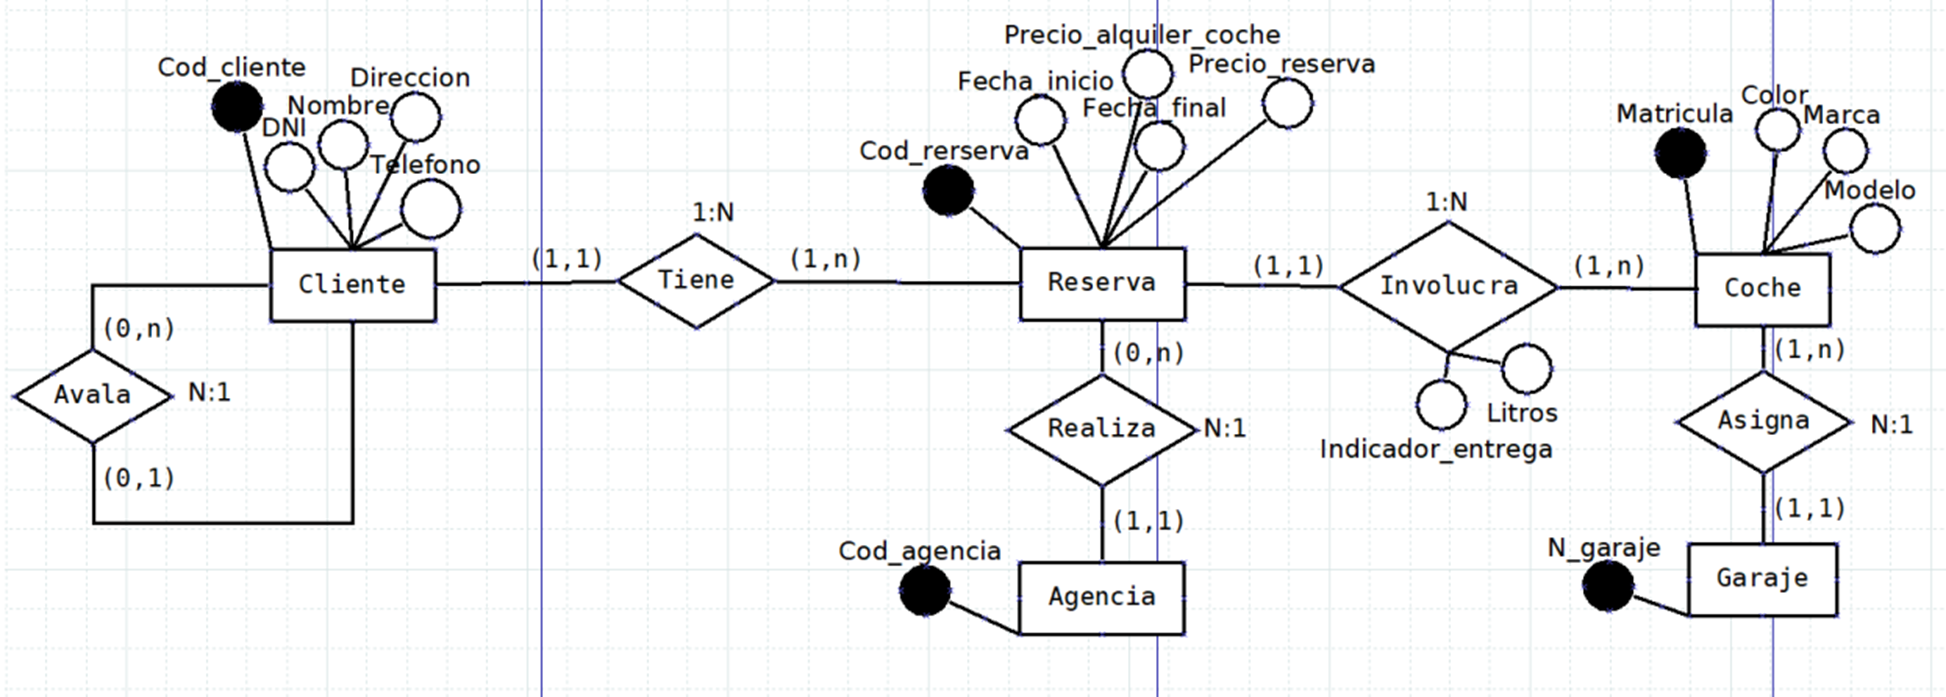 Precio_alquiler_coche
Cod_cliente
Direccion
Fecha_inicio
Precio_reserva
Nombre
Fecha_final
Color
Matricula
Marca
DNI
Telefono
Cod_rerserva
Modelo
1:N
1:N
(1,1)
(1,n)
(1,1)
(1,n)
Cliente
Tiene
Reserva
Involucra
Coche
(0,n)
(0,n)
(1,n)
Avala
N:1
Realiza
N:1
Litros
Indicador_entrega
Asigna
N:1
(0,1)
(1,1)
(1,1)
Cod_agencia
N_garaje
Agencia
Garaje